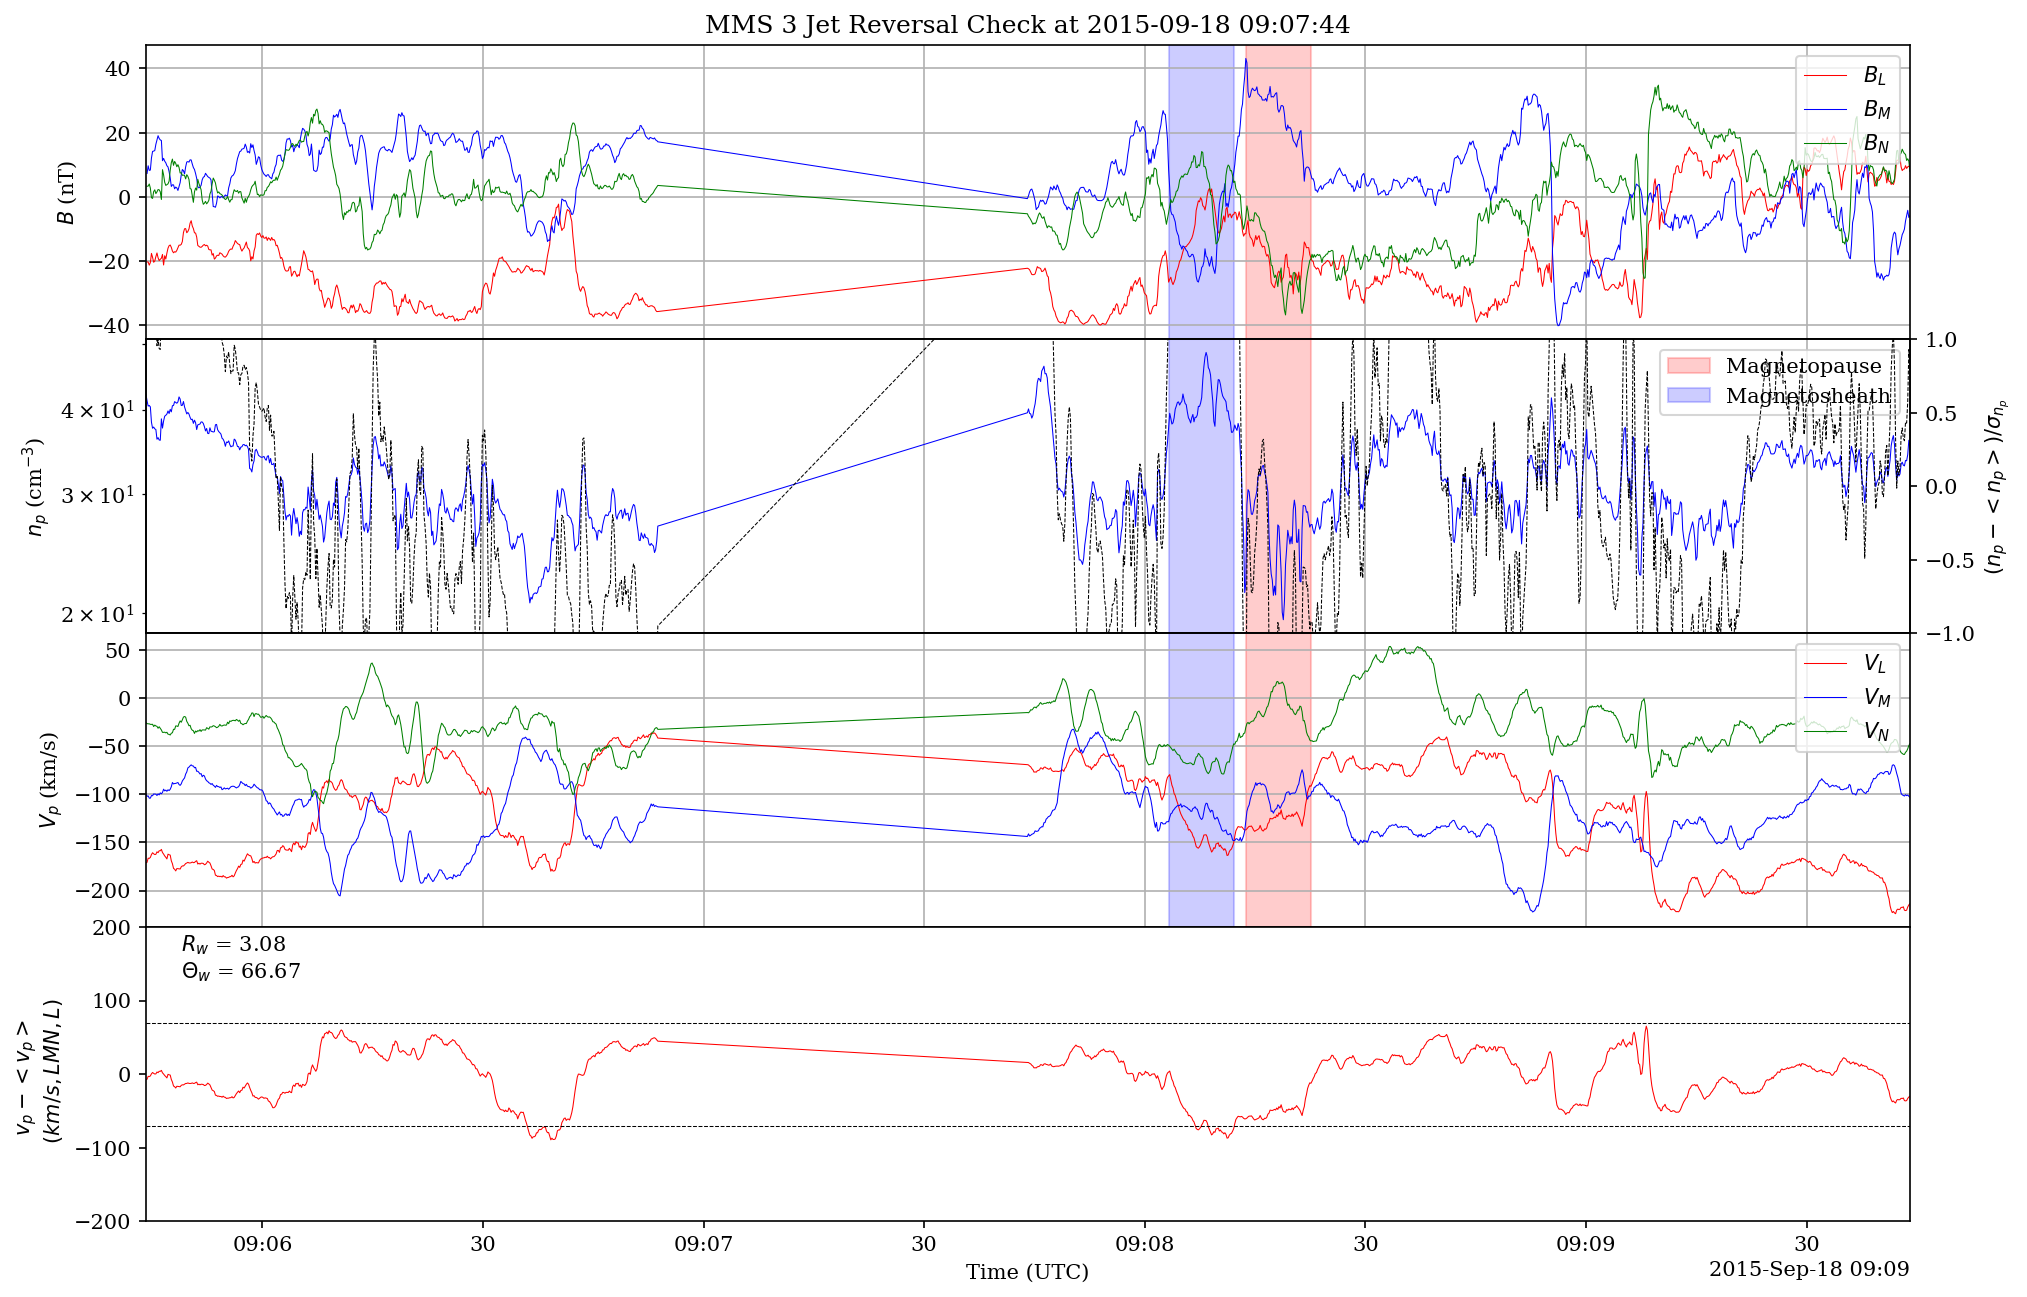 MMS 3 Jet Reversal Check at 2015-09-18 09:07:44
40
20
0
−20
−40
B (nT)
B_L
B_M
B_N
4 × 10^1
3 × 10^1
2 × 10^1
n_p (cm^−3)
1.0
0.5
0.0
−0.5
−1.0
(n_p − < n_p >)/σ_{n_p}
Magnetopause
Magnetosheath
50
0
−50
−100
−150
−200
V_p (km/s)
V_L
V_M
V_N
200
100
0
−100
−200
v_p − < v_p >
(km/s, LMN, L)
R_w = 3.08
Θ_w = 66.67
09:06 30 09:07 30 09:08 30 09:09 30
Time (UTC)
2015-Sep-18 09:09